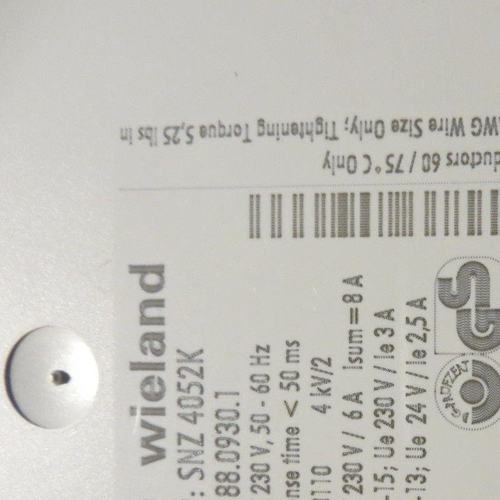 wieland
: SNZ 4052K
88.0930.1
230 V, 50 - 60 Hz
nse time < 50 ms
110 4 kV/2
230 V / 6 A Isum=8 A
-15; Ue 230 V / Ie 3 A
-13; Ue 24 V / Ie 2,5 A
WG Wire Size Only; Tightening Torque 5,25 lbs in
ductors 60 / 75°C Only